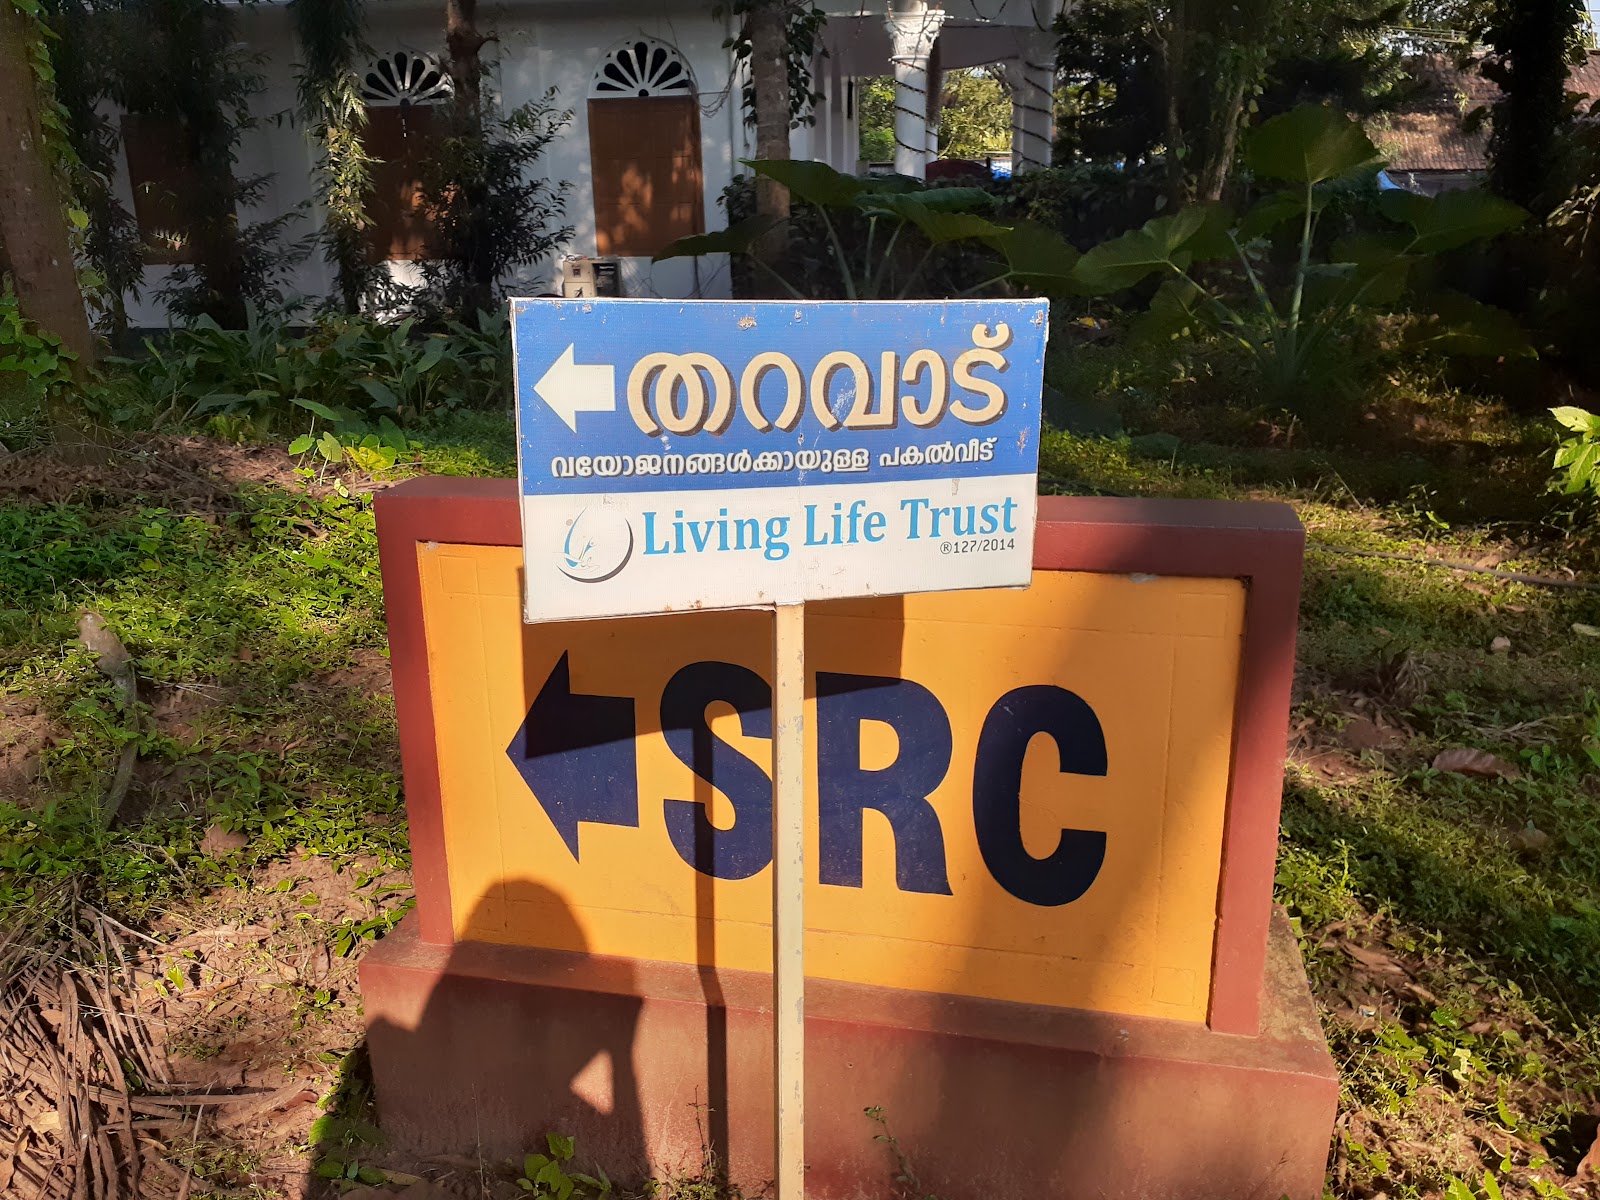 തറവാട്
വയോജനങ്ങൾക്കായുള്ള പകൽവീട്
Living Life Trust
®127/2014
SRC